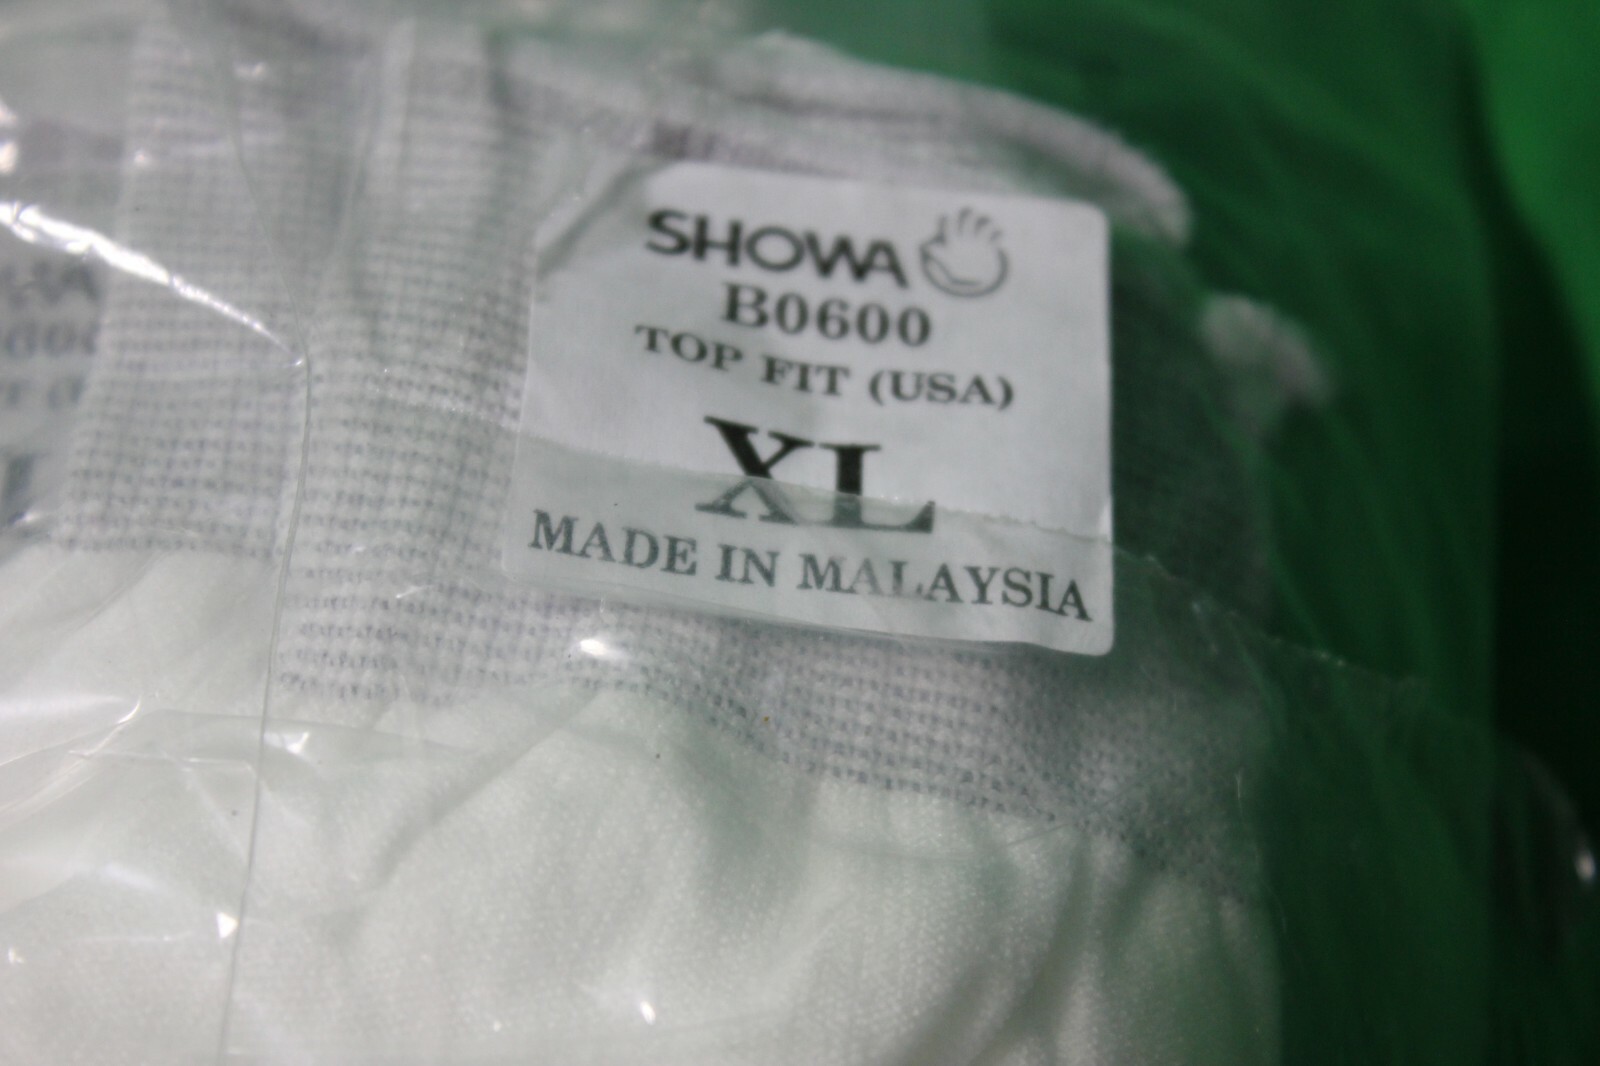 SHOWA
B0600
TOP FIT (USA)
XL
MADE IN MALAYSIA